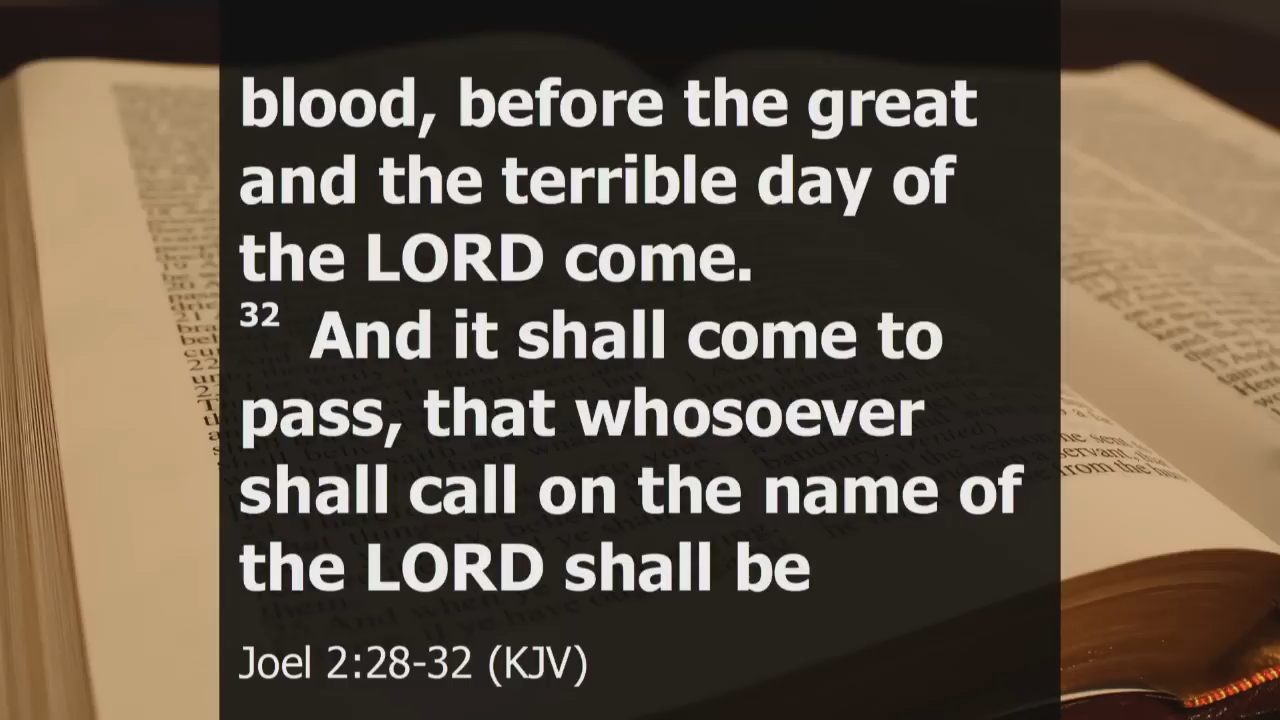 blood, before the great
and the terrible day of
the LORD come.
32 And it shall come to
pass, that whosoever
shall call on the name of
the LORD shall be
Joel 2:28-32 (KJV)